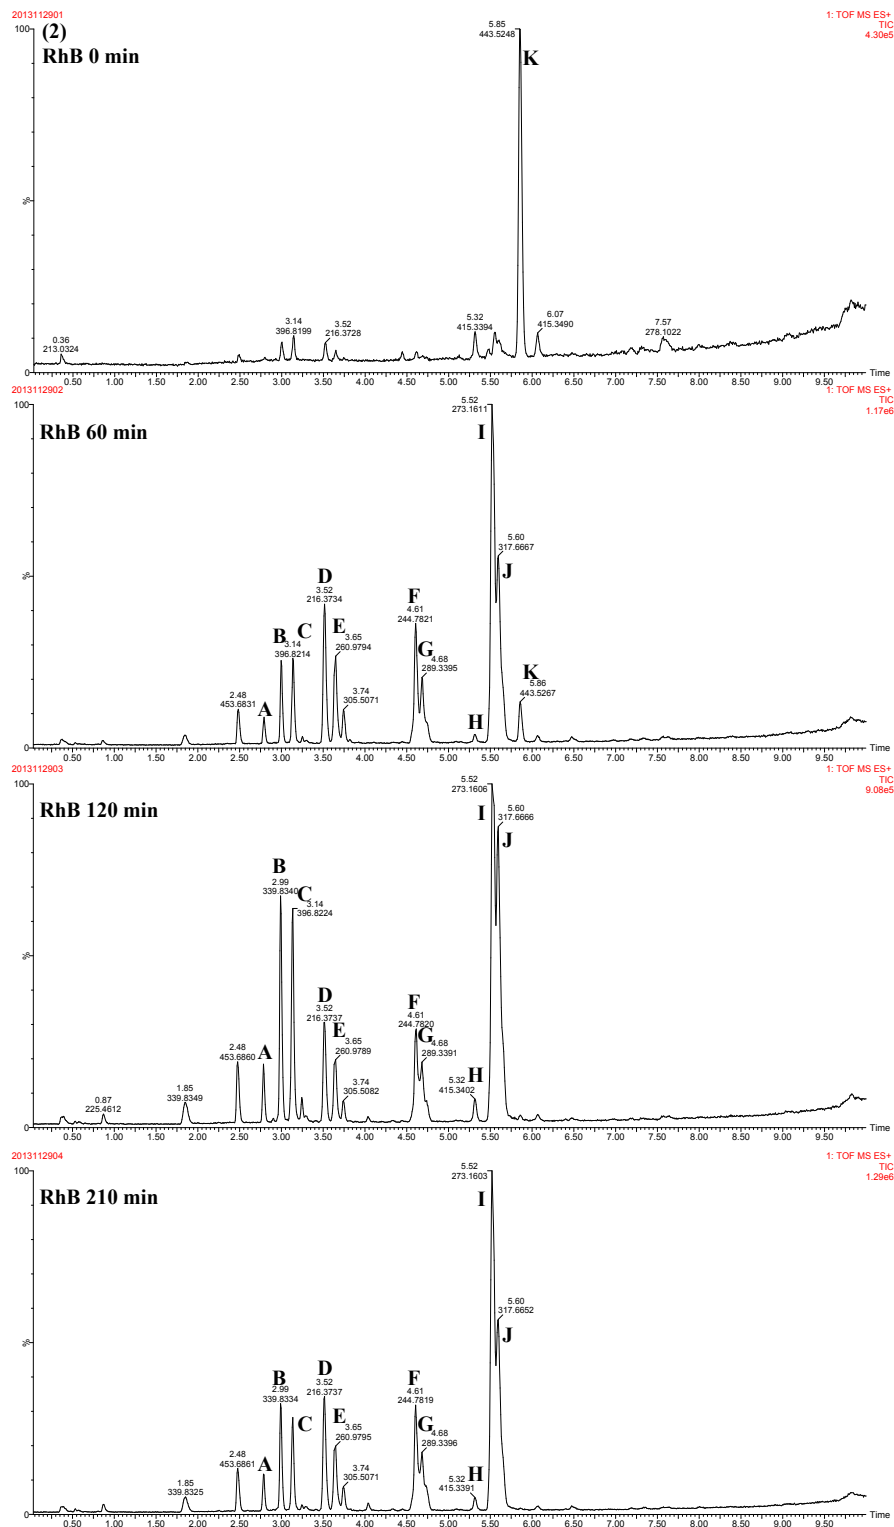 2013112901
1: TOF MS ES+
TIC
4.30e5
(2)
RhB 0 min
100
%
0
5.85
443.5248
K
0.36
213.0324
3.14
396.8199
3.52
216.3728
5.32
415.3394
6.07
415.3490
7.57
278.1022
0.50 1.00 1.50 2.00 2.50 3.00 3.50 4.00 4.50 5.00 5.50 6.00 6.50 7.00 7.50 8.00 8.50 9.00 9.50
Time
2013112902
1: TOF MS ES+
TIC
1.17e6
RhB 60 min
100
%
0
2.48
453.6831
A
B
3.14
396.8214
C
D
3.52
216.3734
E
3.65
260.9794
3.74
305.5071
F
4.61
244.7821
G
4.68
289.3395
H
I
5.52
273.1611
5.60
317.6667
J
K
5.86
443.5267
0.50 1.00 1.50 2.00 2.50 3.00 3.50 4.00 4.50 5.00 5.50 6.00 6.50 7.00 7.50 8.00 8.50 9.00 9.50
Time
2013112903
1: TOF MS ES+
TIC
9.08e5
RhB 120 min
100
%
0
0.87
225.4612
1.85
339.8349
2.48
453.6860
A
B
2.99
339.8340
C
3.14
396.8224
D
3.52
216.3737
E
3.65
260.9789
3.74
305.5082
F
4.61
244.7820
G
4.68
289.3391
H
5.32
415.3402
I
5.52
273.1606
5.60
317.6666
J
0.50 1.00 1.50 2.00 2.50 3.00 3.50 4.00 4.50 5.00 5.50 6.00 6.50 7.00 7.50 8.00 8.50 9.00 9.50
Time
2013112904
1: TOF MS ES+
TIC
1.29e6
RhB 210 min
100
%
0
1.85
339.8325
2.48
453.6861
A
B
2.99
339.8334
C
D
3.52
216.3737
E
3.65
260.9795
3.74
305.5071
F
4.61
244.7819
G
4.68
289.3396
H
5.32
415.3391
I
5.52
273.1603
5.60
317.6652
J
0.50 1.00 1.50 2.00 2.50 3.00 3.50 4.00 4.50 5.00 5.50 6.00 6.50 7.00 7.50 8.00 8.50 9.00 9.50
Time